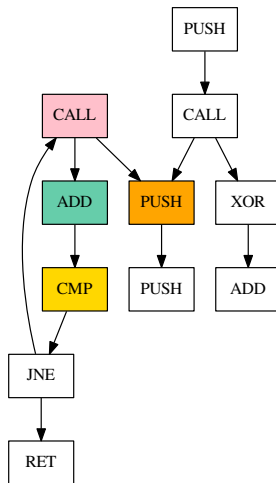 PUSH
CALL CALL
ADD PUSH XOR
CMP PUSH ADD
JNE
RET